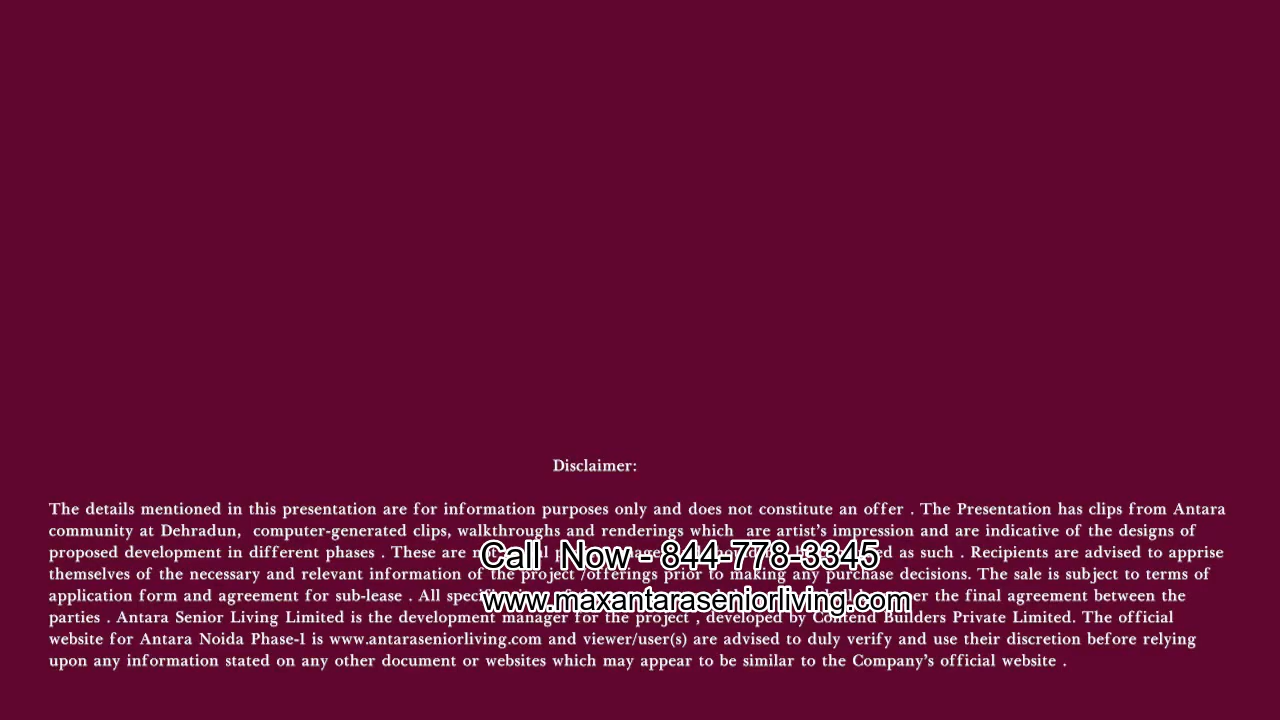 Disclaimer:
The details mentioned in this presentation are for information purposes only and does not constitute an offer . The Presentation has clips from Antara
community at Dehradun, computer-generated clips, walkthroughs and renderings which are artist's impression and are indicative of the designs of
proposed development in different phases . These are as such . Recipients are advised to apprise
Call Now - 844-778-3345
themselves of the necessary and relevant information of the project /offerings prior to making any purchase decisions. The sale is subject to terms of
application form and agreement for sub-lease . All the final agreement between the
www.maxantaraseniorliving.com
parties . Antara Senior Living Limited is the development manager for the project , developed by Contend Builders Private Limited. The official
website for Antara Noida Phase-I is www.antaraseniorliving.com and viewer/user(s) are advised to duly verify and use their discretion before relying
upon any information stated on any other document or websites which may appear to be similar to the Company's official website .